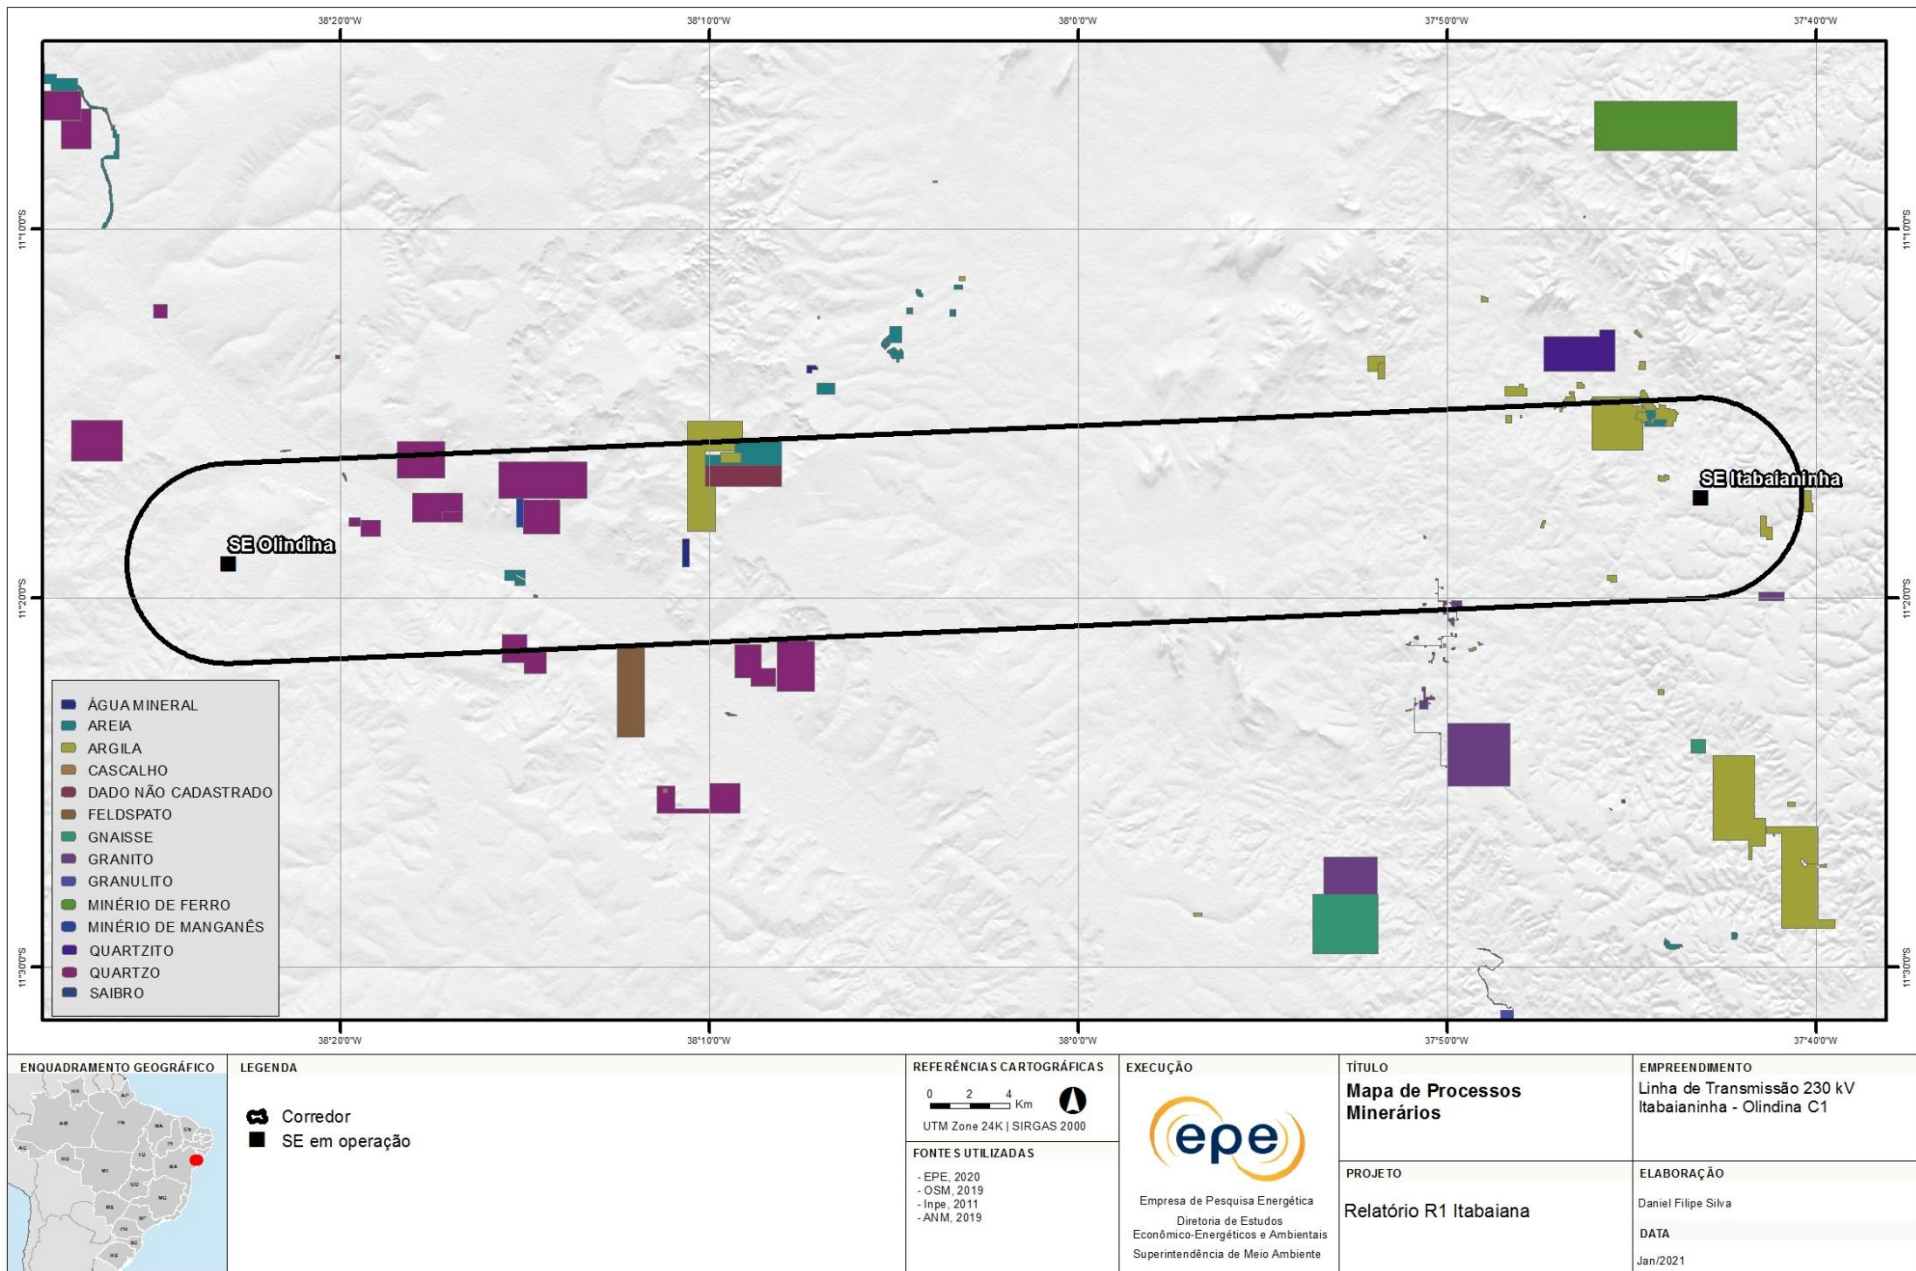 38°20'0"W
38°10'0"W
38°0'0"W
37°50'0"W
37°40'0"W
11°10'0"S
11°10'0"S
SE Itabaianinha
SE Olindina
11°20'0"S
11°20'0"S
ÁGUA MINERAL
AREIA
ARGILA
CASCALHO
DADO NÃO CADASTRADO
FELDSPATO
GNAISSE
GRANITO
GRANULITO
MINÉRIO DE FERRO
MINÉRIO DE MANGANÊS
QUARTZITO
QUARTZO
SAIBRO
11°30'0"S
11°30'0"S
38°20'0"W
38°10'0"W
38°0'0"W
37°50'0"W
37°40'0"W
ENQUADRAMENTO GEOGRÁFICO
LEGENDA
Corredor
SE em operação
REFERÊNCIAS CARTOGRÁFICAS
0 2 4 Km
UTM Zone 24K | SIRGAS 2000
FONTES UTILIZADAS
- EPE, 2020
- OSM, 2019
- Inpe, 2011
- ANM, 2019
EXECUÇÃO
epe
Empresa de Pesquisa Energética
Diretoria de Estudos
Econômico-Energéticos e Ambientais
Superintendência de Meio Ambiente
TÍTULO
Mapa de Processos
Minerários
PROJETO
Relatório R1 Itabaiana
EMPREENDIMENTO
Linha de Transmissão 230 kV
Itabaianinha - Olindina C1
ELABORAÇÃO
Daniel Filipe Silva
DATA
Jan/2021